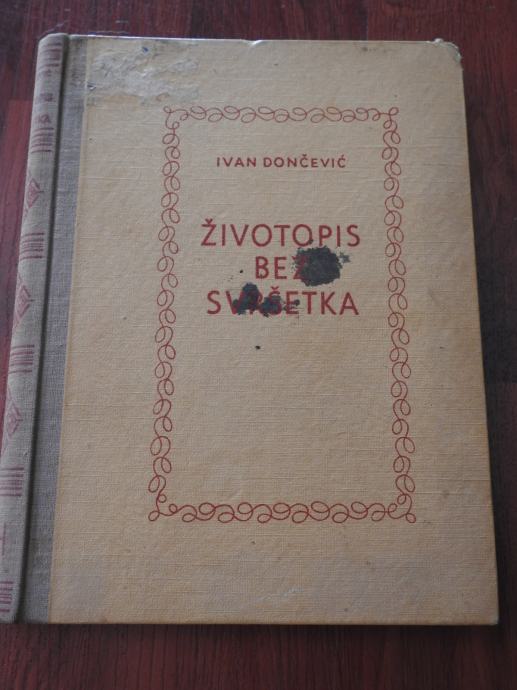 IVAN DONČEVIĆ
ŽIVOTOPIS
BEZ
SVRŠETKA